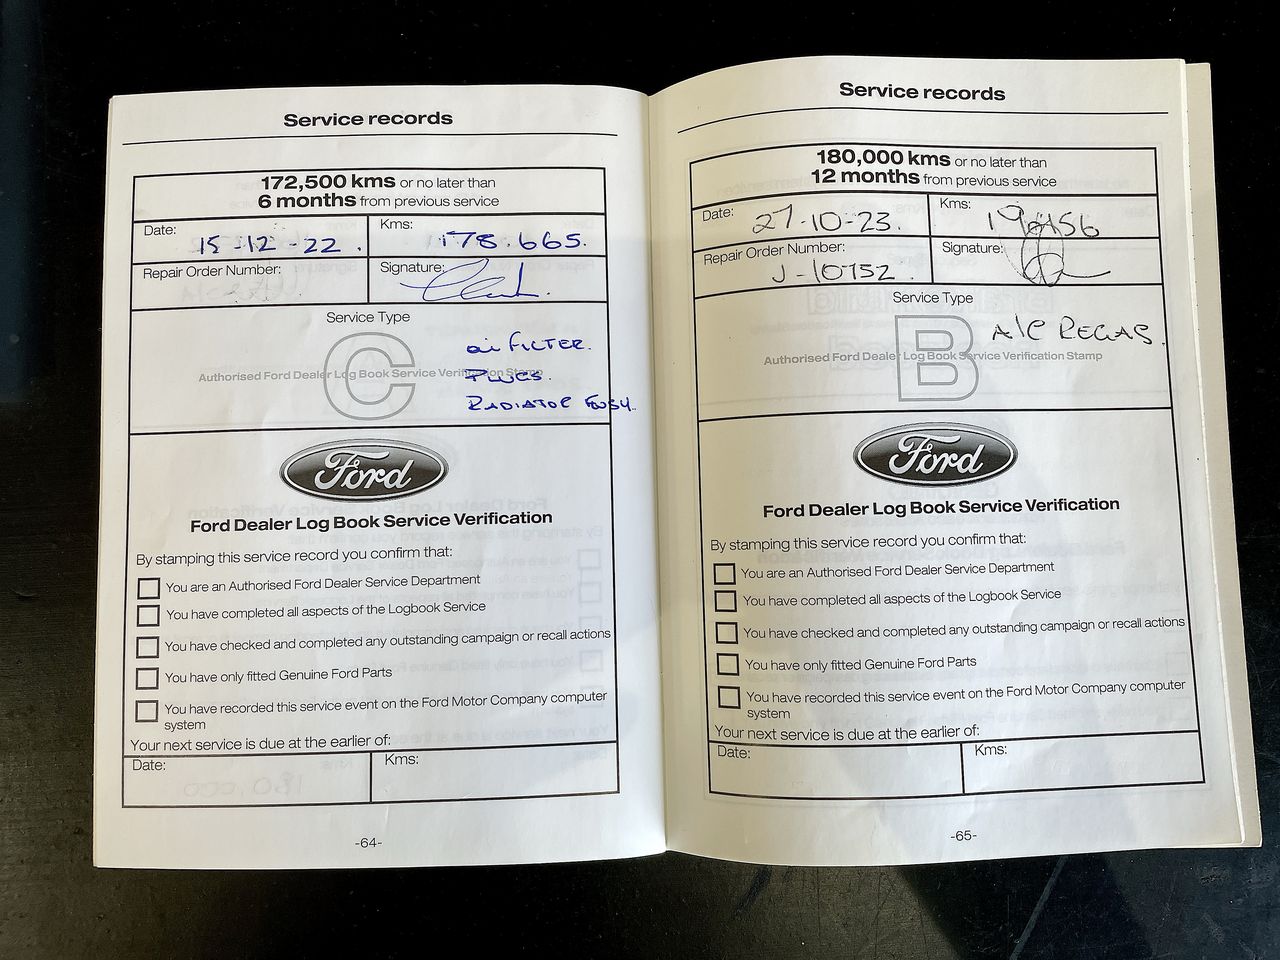 Service records
172,500 kms or no later than
6 months from previous service
Date: 15-12-22. Kms: 178.665.
Repair Order Number: Signature:
Service Type
C
Authorised Ford Dealer Log Book Service Verification Stamp
FILTER.
PLUGS.
RADIATOR
Ford
Ford Dealer Log Book Service Verification
By stamping this service record you confirm that:
You are an Authorised Ford Dealer Service Department
You have completed all aspects of the Logbook Service
You have checked and completed any outstanding campaign or recall actions
You have only fitted Genuine Ford Parts
You have recorded this service event on the Ford Motor Company computer
system
Your next service is due at the earlier of:
Date: Kms:
-64-
Service records
180,000 kms or no later than
12 months from previous service
Date: 27-10-23. Kms:
Repair Order Number: J-10752 Signature:
Service Type
B
A/C REGAS.
Authorised Ford Dealer Log Book Service Verification Stamp
Ford
Ford Dealer Log Book Service Verification
By stamping this service record you confirm that:
You are an Authorised Ford Dealer Service Department
You have completed all aspects of the Logbook Service
You have checked and completed any outstanding campaign or recall actions
You have only fitted Genuine Ford Parts
You have recorded this service event on the Ford Motor Company computer
system
Your next service is due at the earlier of:
Date: Kms:
-65-